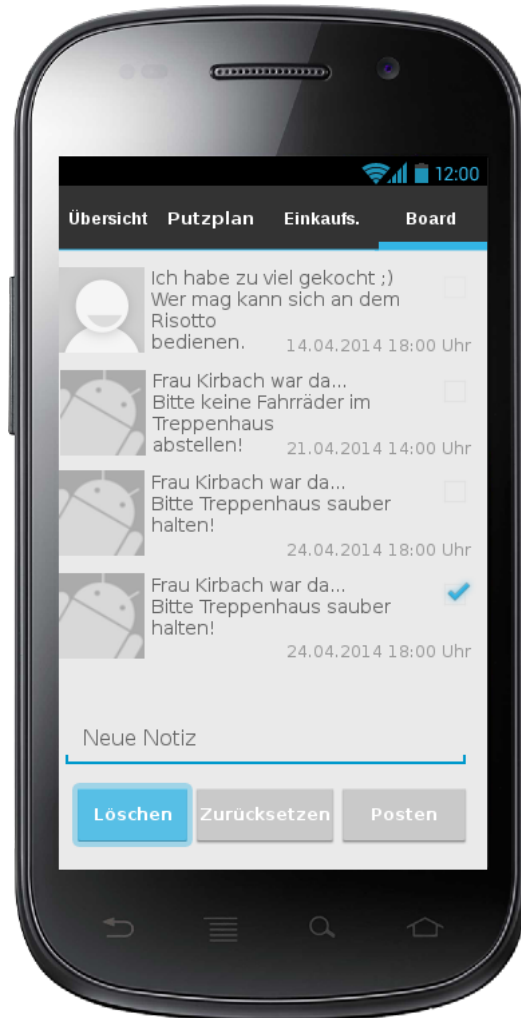 12:00
Übersicht Putzplan Einkaufs. Board
Ich habe zu viel gekocht ;)
Wer mag kann sich an dem
Risotto
bedienen. 14.04.2014 18:00 Uhr
Frau Kirbach war da...
Bitte keine Fahrräder im
Treppenhaus
abstellen! 21.04.2014 14:00 Uhr
Frau Kirbach war da...
Bitte Treppenhaus sauber
halten!
24.04.2014 18:00 Uhr
Frau Kirbach war da...
Bitte Treppenhaus sauber
halten!
24.04.2014 18:00 Uhr
Neue Notiz
Löschen Zurücksetzen Posten